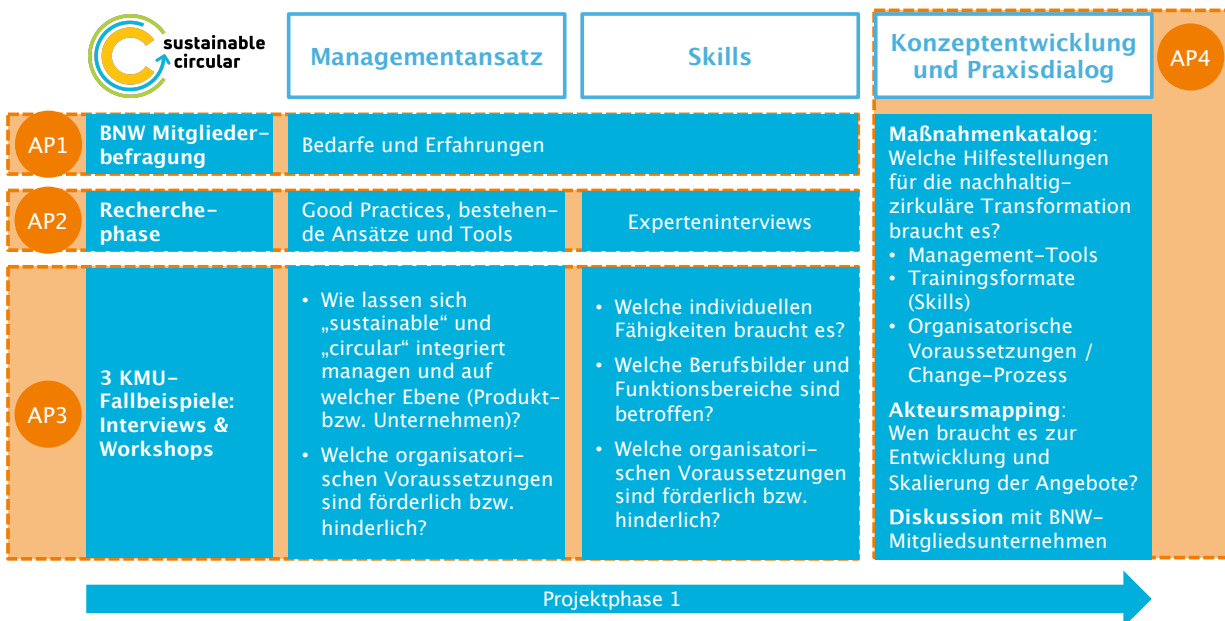 sustainable
circular
Managementansatz
Skills
Konzeptentwicklung
und Praxisdialog
AP4
AP1
BNW Mitglieder-
befragung
Bedarfe und Erfahrungen
AP2
Recherche-
phase
Good Practices, bestehen-
de Ansätze und Tools
Experteninterviews
AP3
3 KMU-
Fallbeispiele:
Interviews &
Workshops
• Wie lassen sich
„sustainable“ und
„circular“ integriert
managen und auf
welcher Ebene (Produkt-
bzw. Unternehmen)?
• Welche organisatori-
schen Voraussetzungen
sind förderlich bzw.
hinderlich?
• Welche individuellen
Fähigkeiten braucht es?
• Welche Berufsbilder und
Funktionsbereiche sind
betroffen?
• Welche organisatori-
schen Voraussetzungen
sind förderlich bzw.
hinderlich?
Maßnahmenkatalog:
Welche Hilfestellungen
für die nachhaltig-
zirkuläre Transformation
braucht es?
• Management-Tools
• Trainingsformate
(Skills)
• Organisatorische
Voraussetzungen /
Change-Prozess
Akteursmapping:
Wen braucht es zur
Entwicklung und
Skalierung der Angebote?
Diskussion mit BNW-
Mitgliedsunternehmen
Projektphase 1